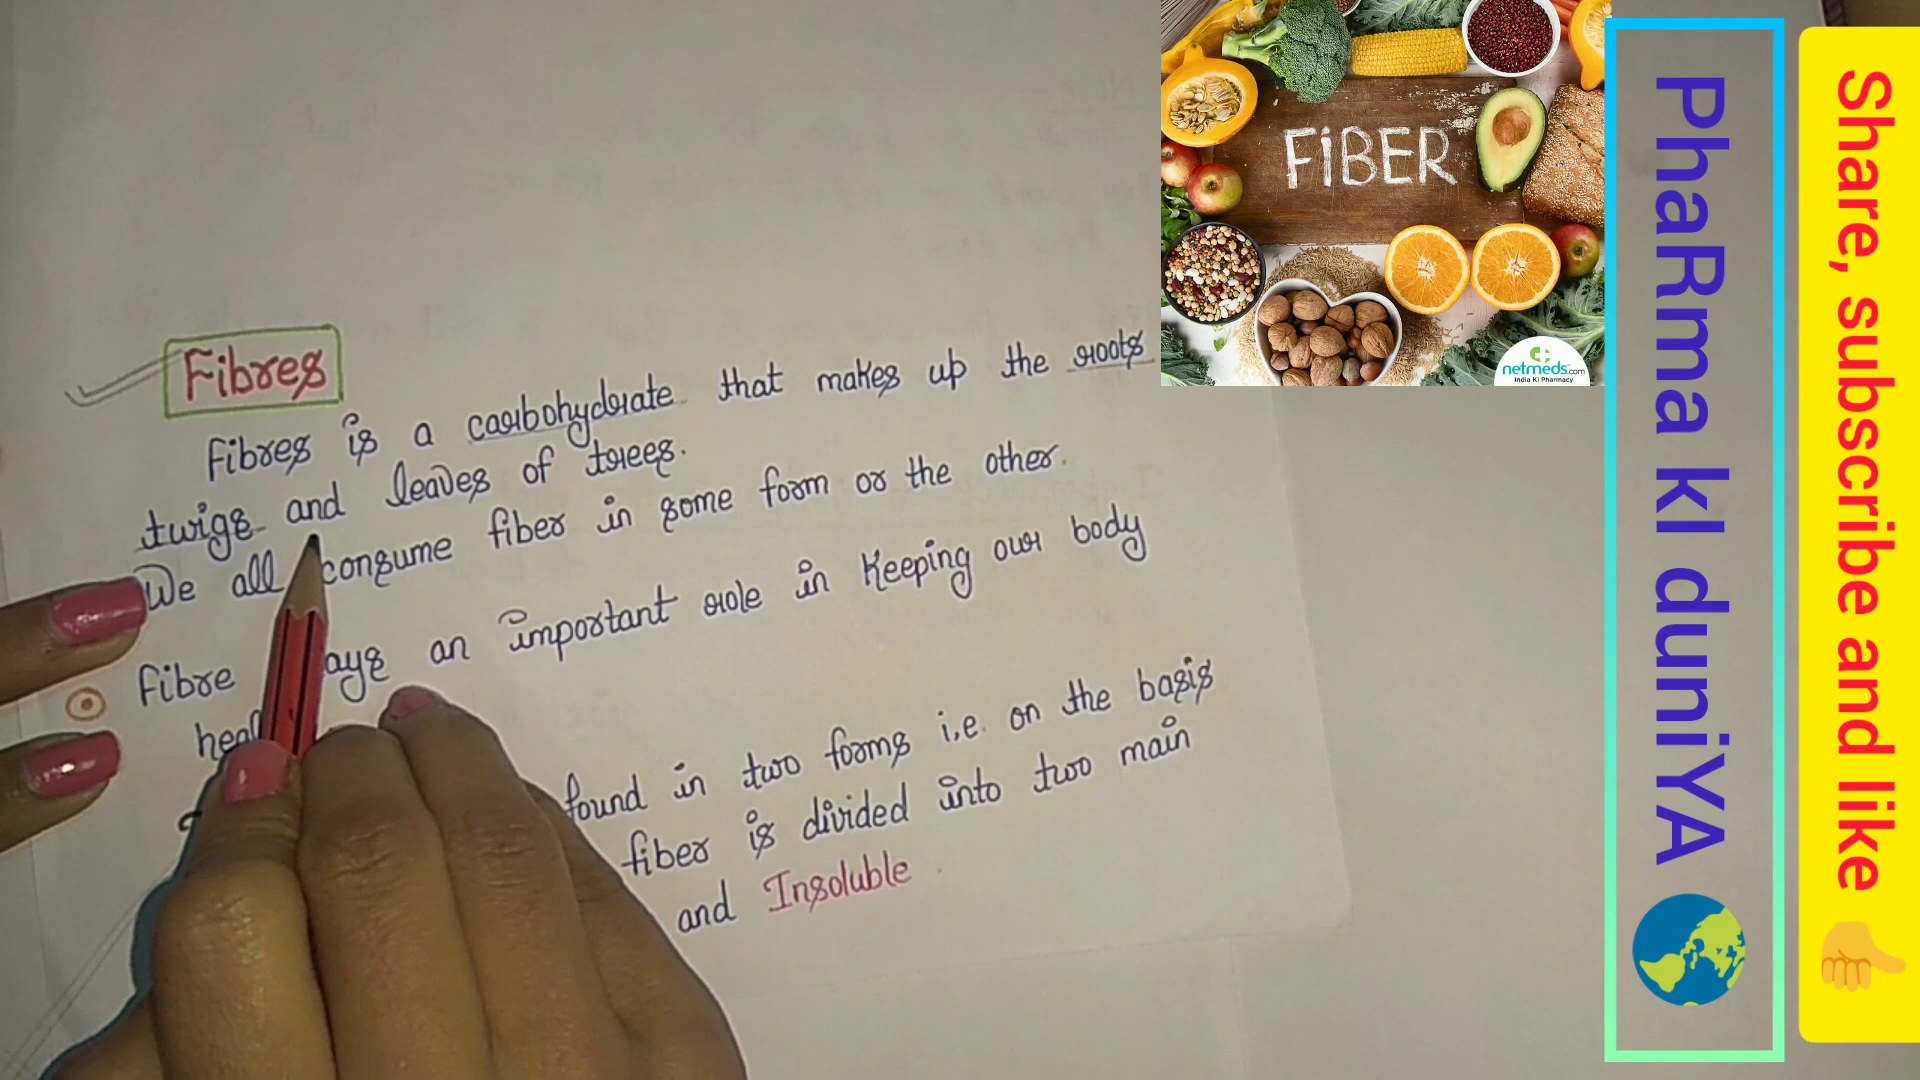 Fibres
Fibres is a carbohydrate that makes up the roots
twigs and leaves of trees.
We all consume fiber in some form or the other.
Fibre an important role in Keeping our body
found in two forms i.e. on the basis
fiber is divided into two main
and Insoluble
FiBER
netmeds.com
India Ki Pharmacy
PhaRma kI duniYA
Share, subscribe and like